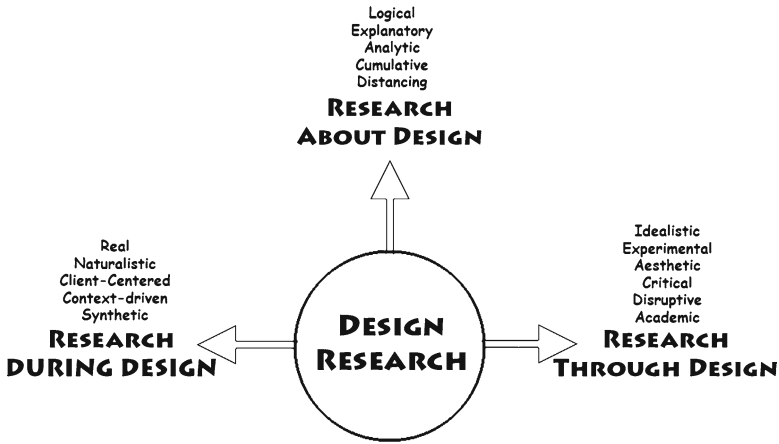 Logical
Explanatory
Analytic
Cumulative
Distancing
RESEARCH
ABOUT DESIGN
Real
Naturalistic
Client-Centered
Context-driven
Synthetic
RESEARCH
DURING DESIGN
DESIGN
RESEARCH
Idealistic
Experimental
Aesthetic
Critical
Disruptive
Academic
RESEARCH
THROUGH DESIGN